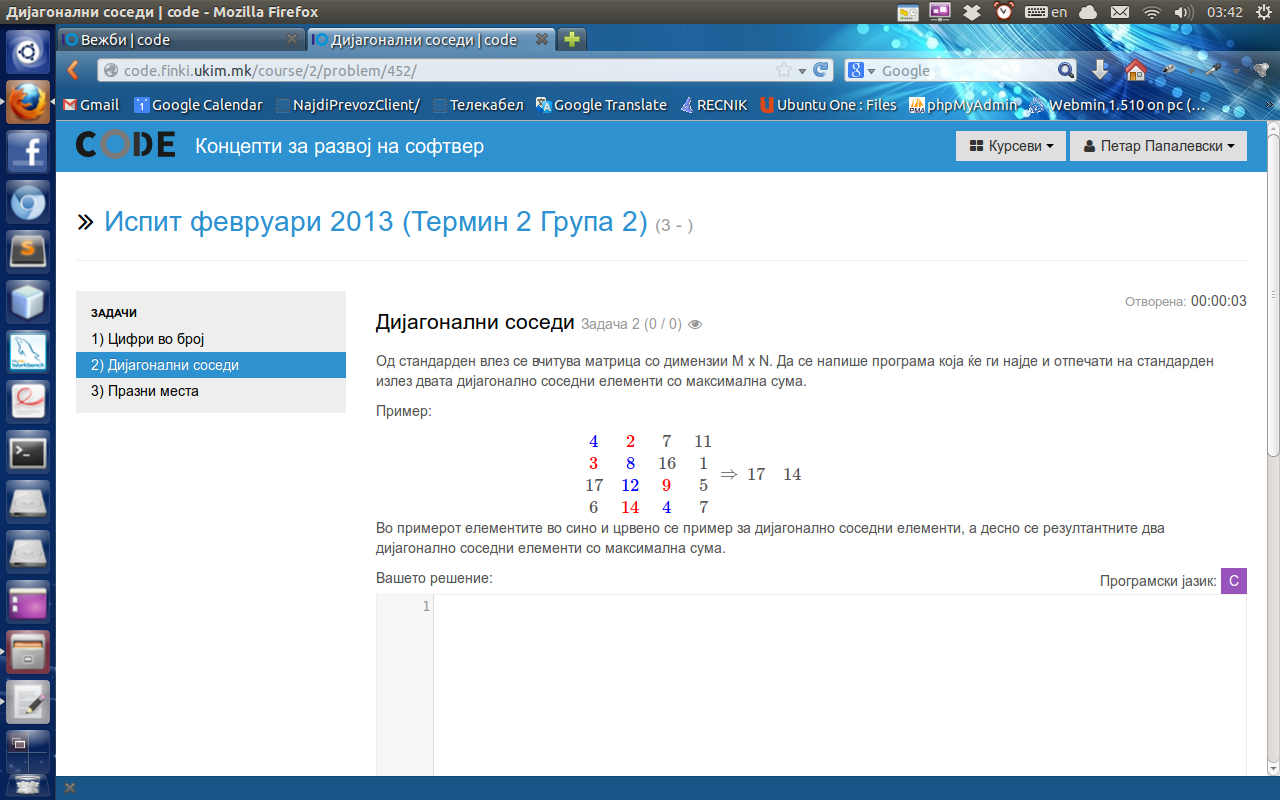 Дијагонални соседи | code - Mozilla Firefox
en
03:42
Вежби | code
Дијагонални соседи | code
code.finki.ukim.mk/course/2/problem/452/
Google
Gmail
Google Calendar
NajdiPrevozClient/
Телекабел
Google Translate
RECNIK
Ubuntu One : Files
phpMyAdmin
Webmin 1.510 on pc (…
CODE
Концепти за развој на софтвер
Курсеви
Петар Папалевски
Испит февруари 2013 (Термин 2 Група 2) (3 - )
ЗАДАЧИ
1) Цифри во број
2) Дијагонални соседи
3) Празни места
Отворена: 00:00:03
Дијагонални соседи Задача 2 (0 / 0)
Од стандарден влез се вчитува матрица со димензии M x N. Да се напише програма која ќе ги најде и отпечати на стандарден
излез двата дијагонално соседни елементи со максимална сума.
Пример:
4 2 7 11
3 8 16 1
17 12 9 5
6 14 4 7
⇒ 17 14
Во примерот елементите во сино и црвено се пример за дијагонално соседни елементи, а десно се резултантните два
дијагонално соседни елементи со максимална сума.
Вашето решение:
Програмски јазик: C
1